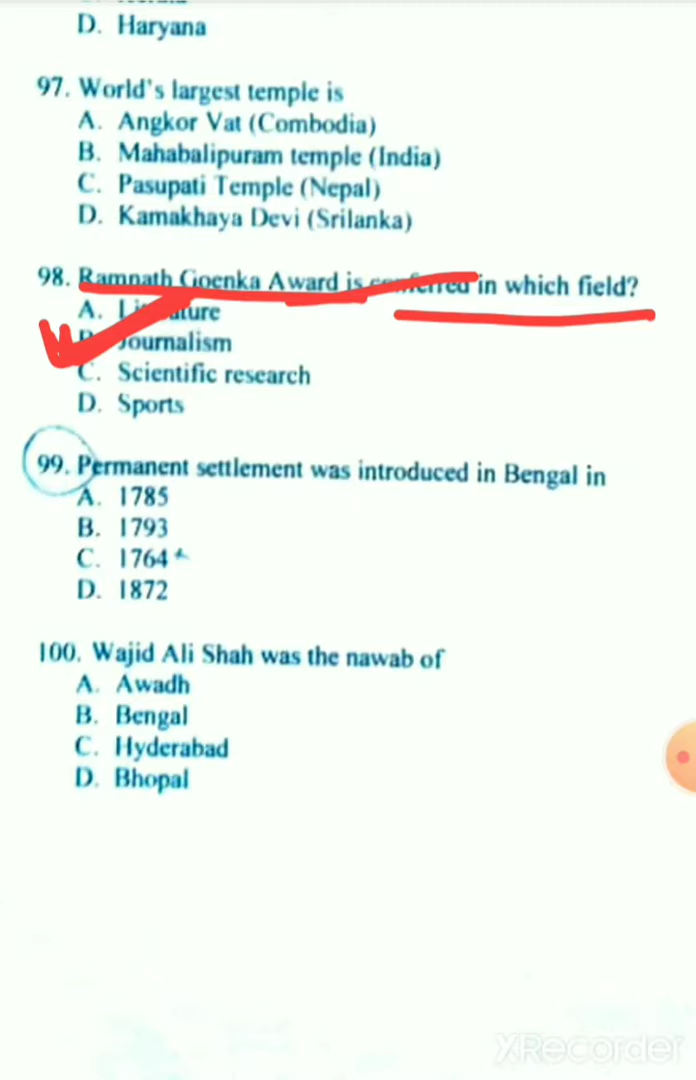 D. Haryana
97. World's largest temple is
A. Angkor Vat (Combodia)
B. Mahabalipuram temple (India)
C. Pasupati Temple (Nepal)
D. Kamakhaya Devi (Srilanka)
98. Ramnath Goenka Award is conferred in which field?
A.
Journalism
C. Scientific research
D. Sports
99. Permanent settlement was introduced in Bengal in
A. 1785
B. 1793
C. 1764
D. 1872
100. Wajid Ali Shah was the nawab of
A. Awadh
B. Bengal
C. Hyderabad
D. Bhopal
XRecorder